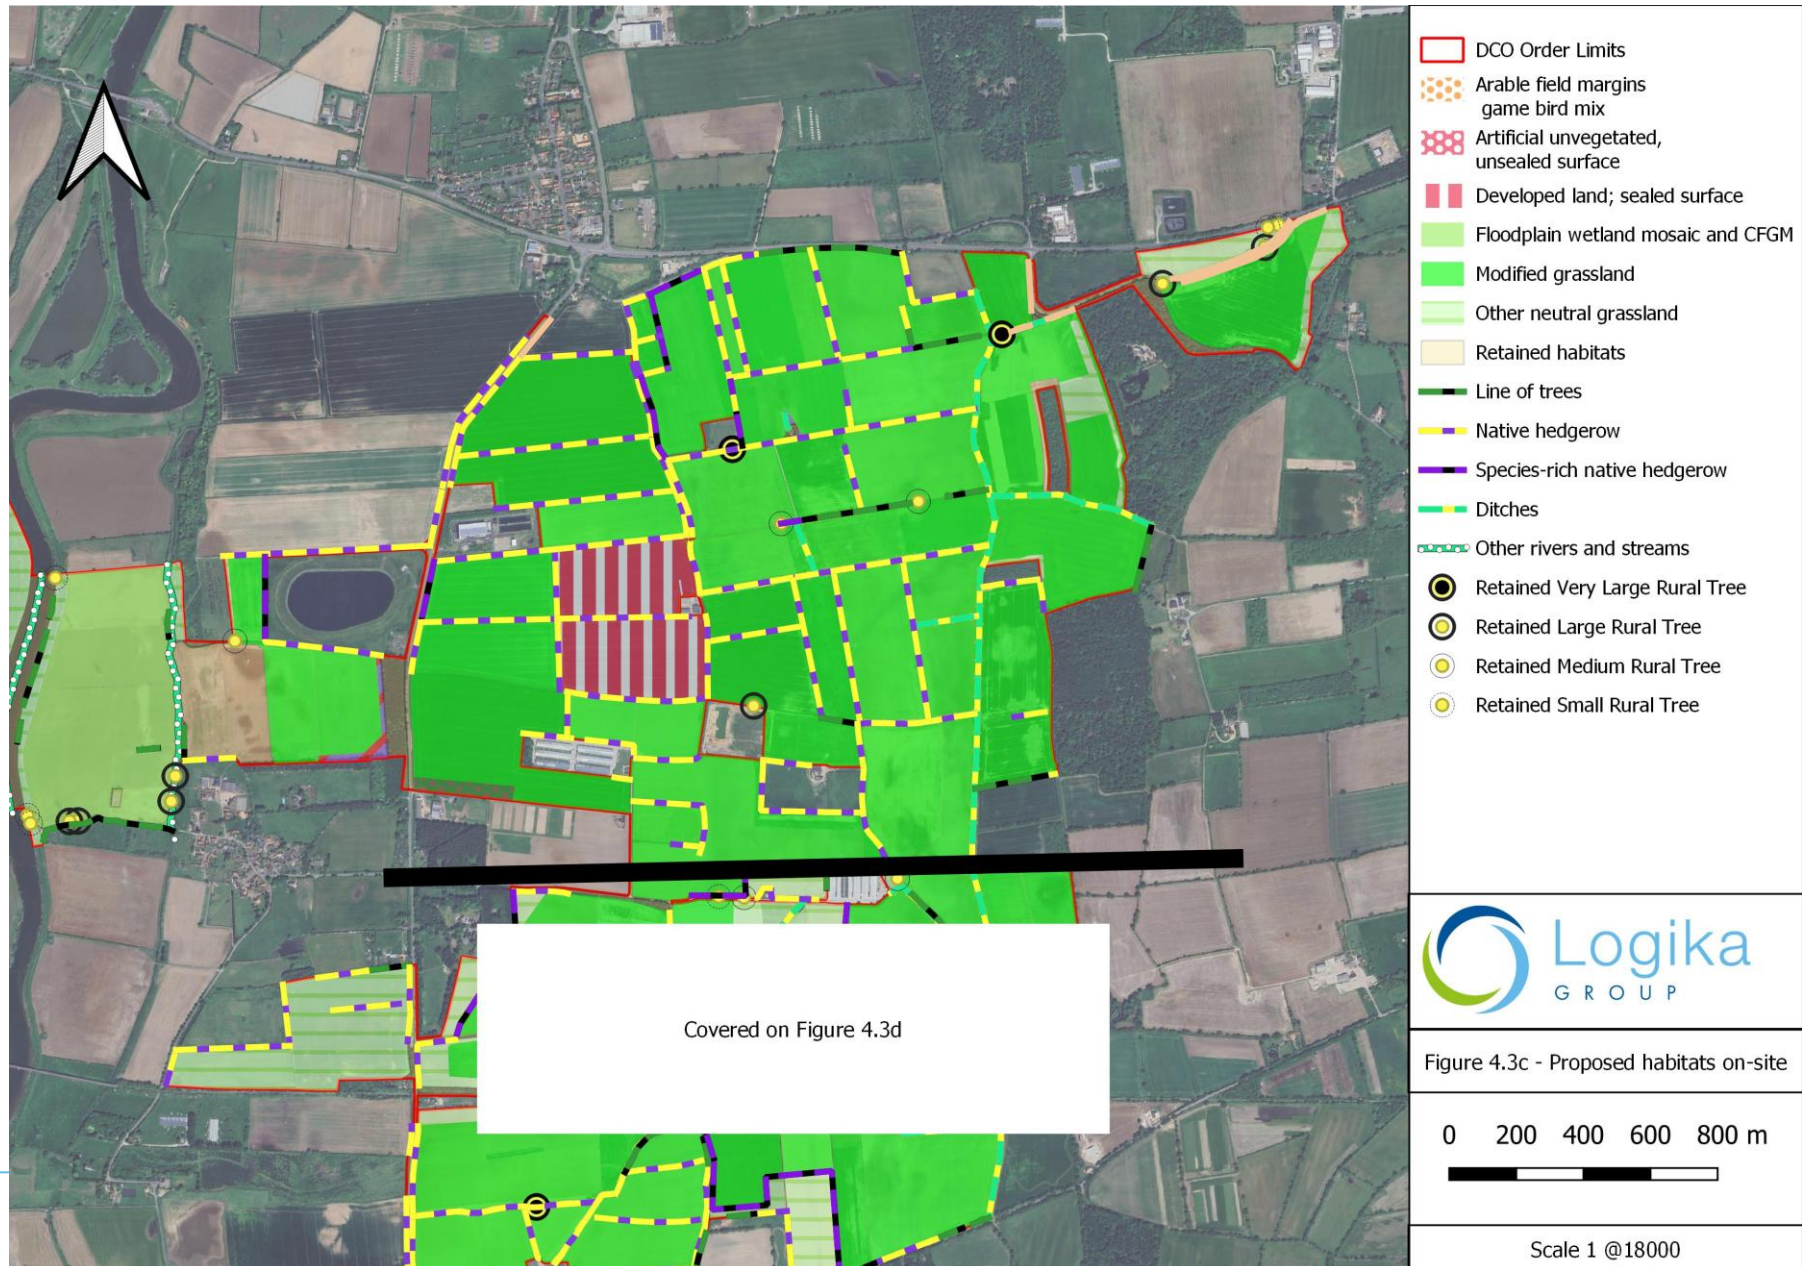 DCO Order Limits
Arable field margins
game bird mix
Artificial unvegetated,
unsealed surface
Developed land; sealed surface
Floodplain wetland mosaic and CFGM
Modified grassland
Other neutral grassland
Retained habitats
Line of trees
Native hedgerow
Species-rich native hedgerow
Ditches
Other rivers and streams
Retained Very Large Rural Tree
Retained Large Rural Tree
Retained Medium Rural Tree
Retained Small Rural Tree
Covered on Figure 4.3d
Logika
GROUP
Figure 4.3c - Proposed habitats on-site
0 200 400 600 800 m
Scale 1 @18000